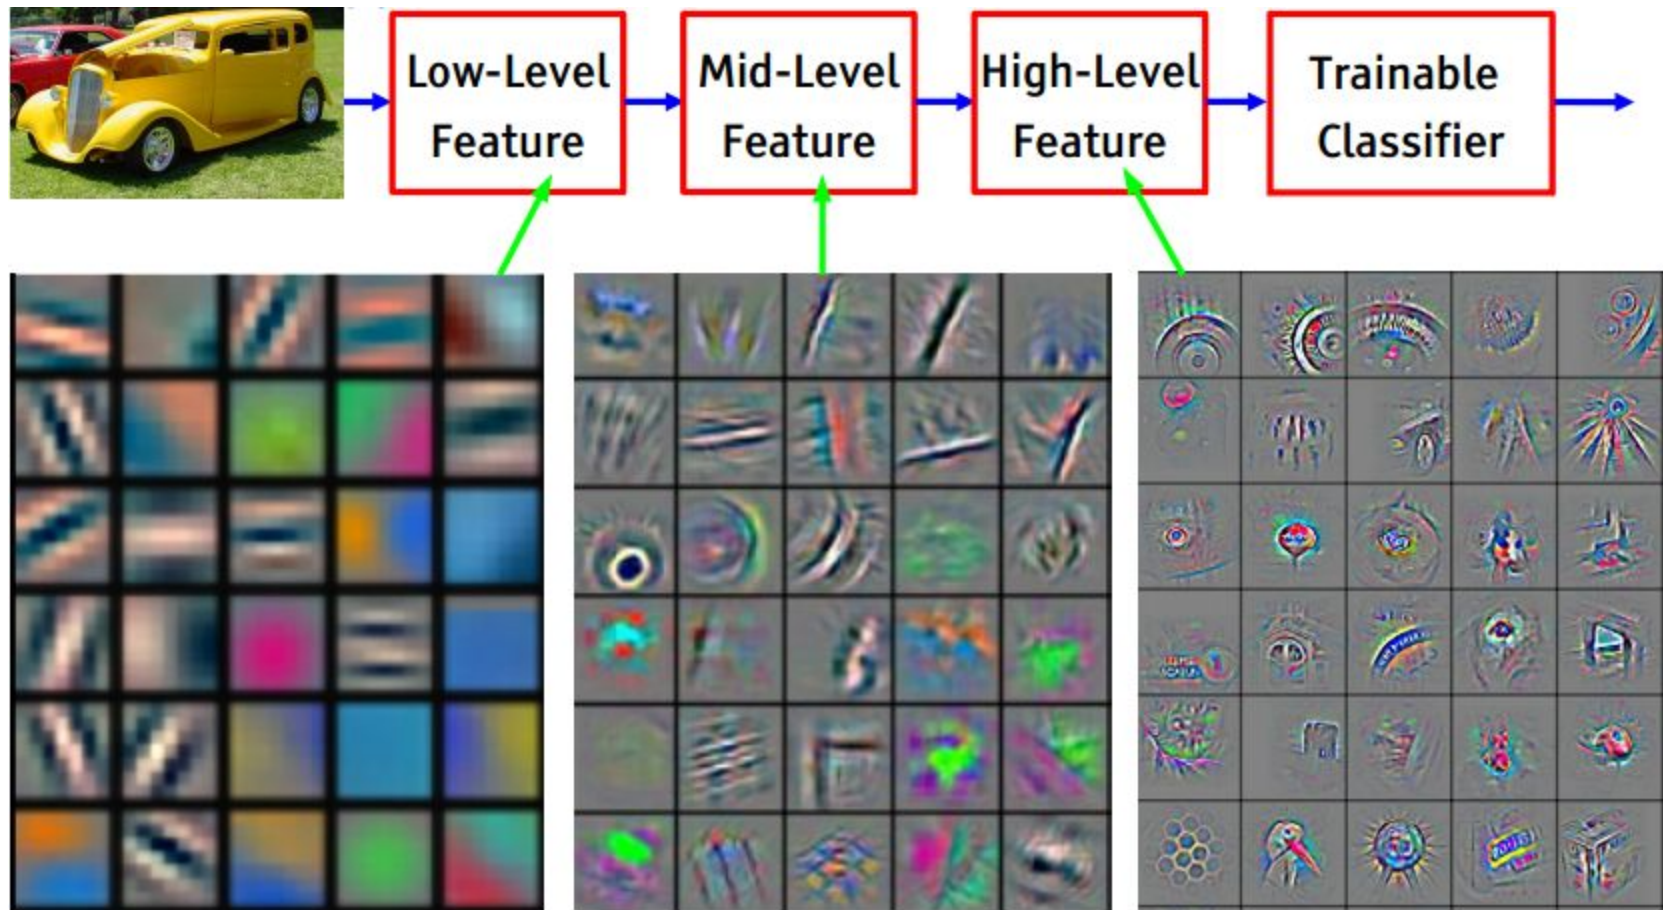 Low-Level
Feature
Mid-Level
Feature
High-Level
Feature
Trainable
Classifier